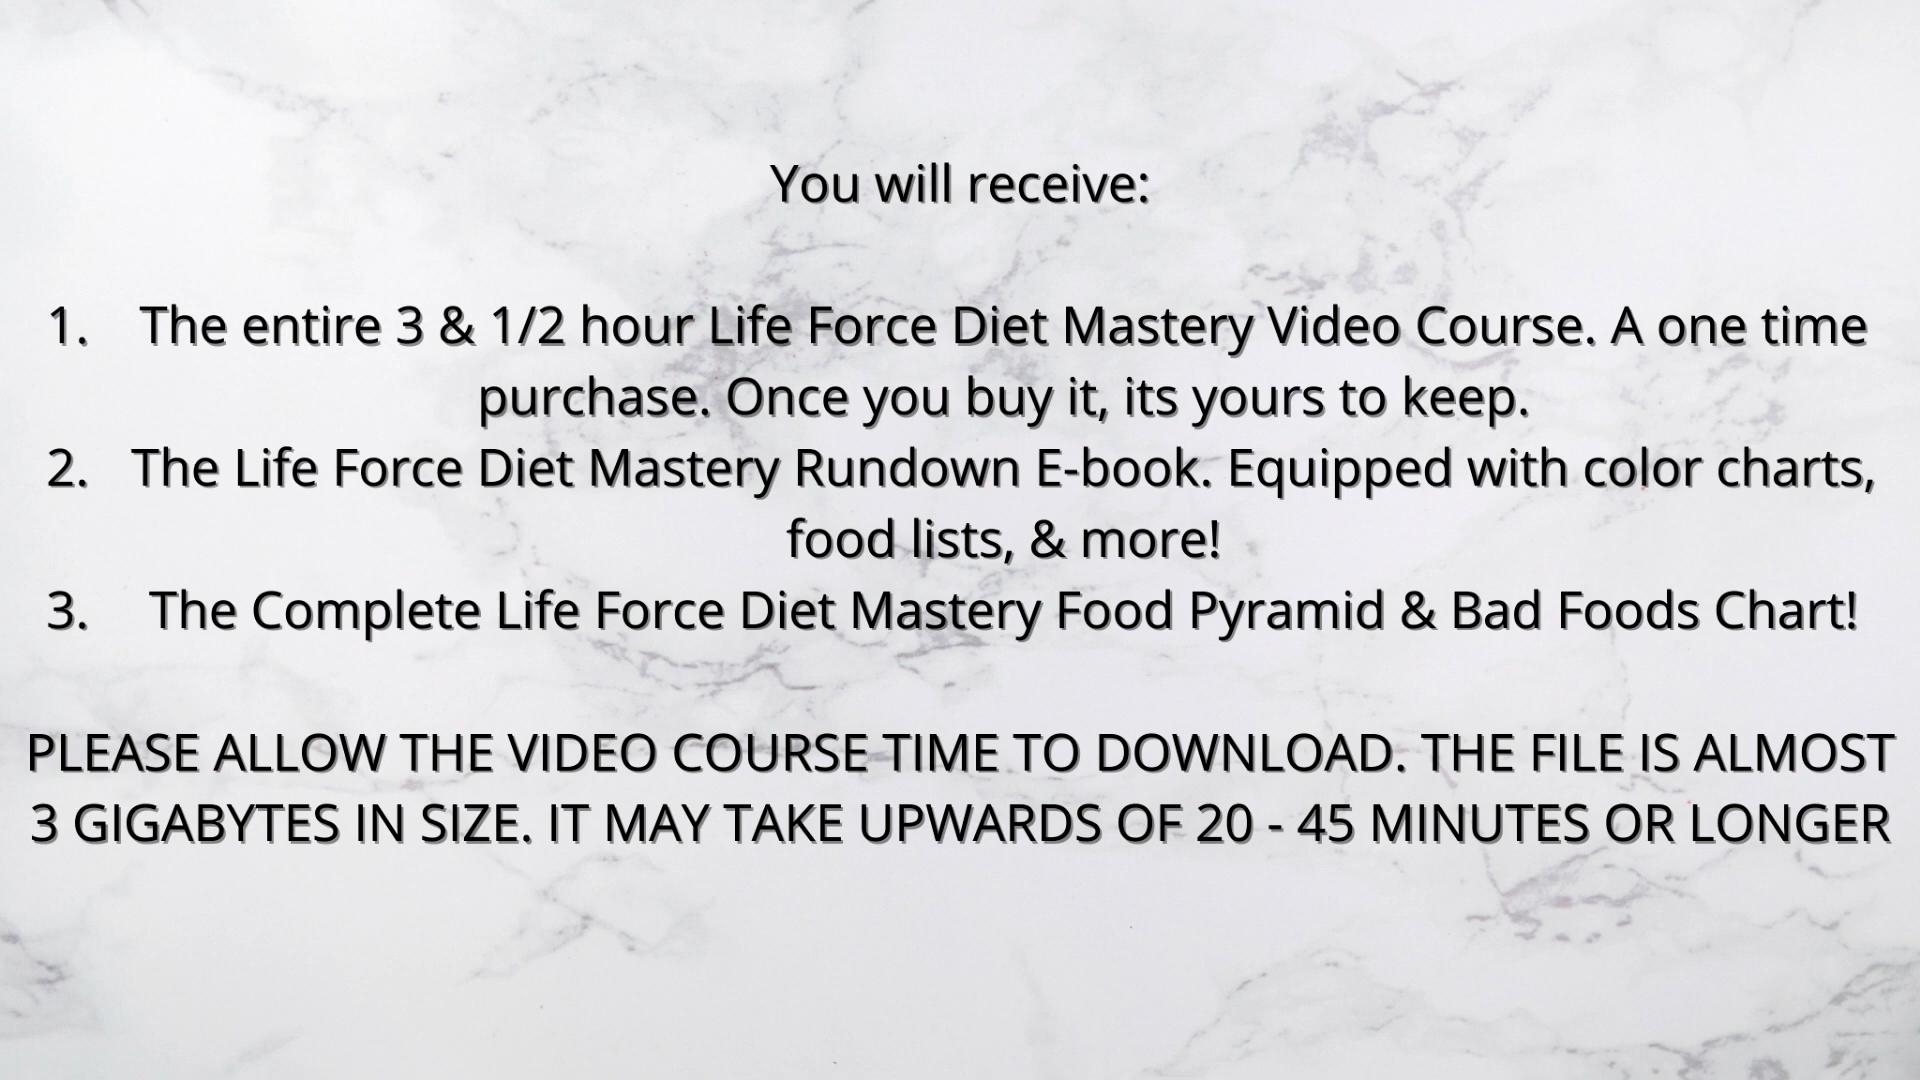 You will receive:
1. The entire 3 & 1/2 hour Life Force Diet Mastery Video Course. A one time
purchase. Once you buy it, its yours to keep.
2. The Life Force Diet Mastery Rundown E-book. Equipped with color charts,
food lists, & more!
3. The Complete Life Force Diet Mastery Food Pyramid & Bad Foods Chart!
PLEASE ALLOW THE VIDEO COURSE TIME TO DOWNLOAD. THE FILE IS ALMOST
3 GIGABYTES IN SIZE. IT MAY TAKE UPWARDS OF 20 - 45 MINUTES OR LONGER